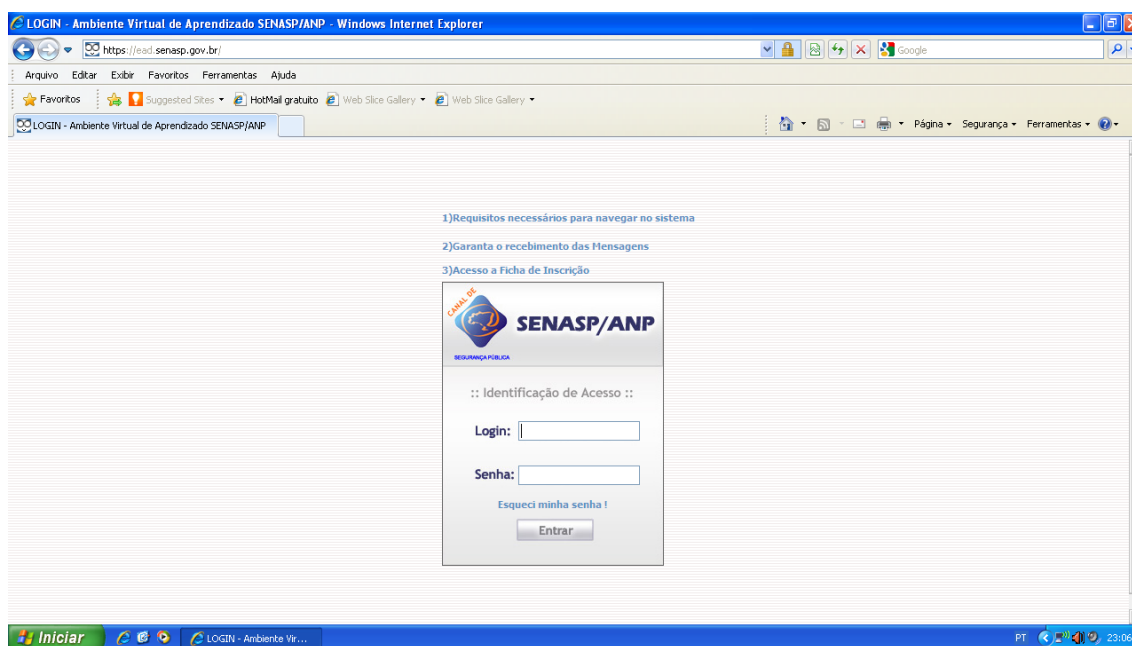 LOGIN - Ambiente Virtual de Aprendizado SENASP/ANP - Windows Internet Explorer
https://ead.senasp.gov.br/
Google
Arquivo Editar Exibir Favoritos Ferramentas Ajuda
Favoritos Suggested Sites HotMail gratuito Web Slice Gallery Web Slice Gallery
LOGIN - Ambiente Virtual de Aprendizado SENASP/ANP
Página Segurança Ferramentas
1)Requisitos necessários para navegar no sistema
2)Garanta o recebimento das Mensagens
3)Acesso a Ficha de Inscrição
CANAL DE
SENASP/ANP
SEGURANÇA PÚBLICA
:: Identificação de Acesso ::
Login:
Senha:
Esqueci minha senha !
Entrar
Iniciar LOGIN - Ambiente Vir... PT 23:06